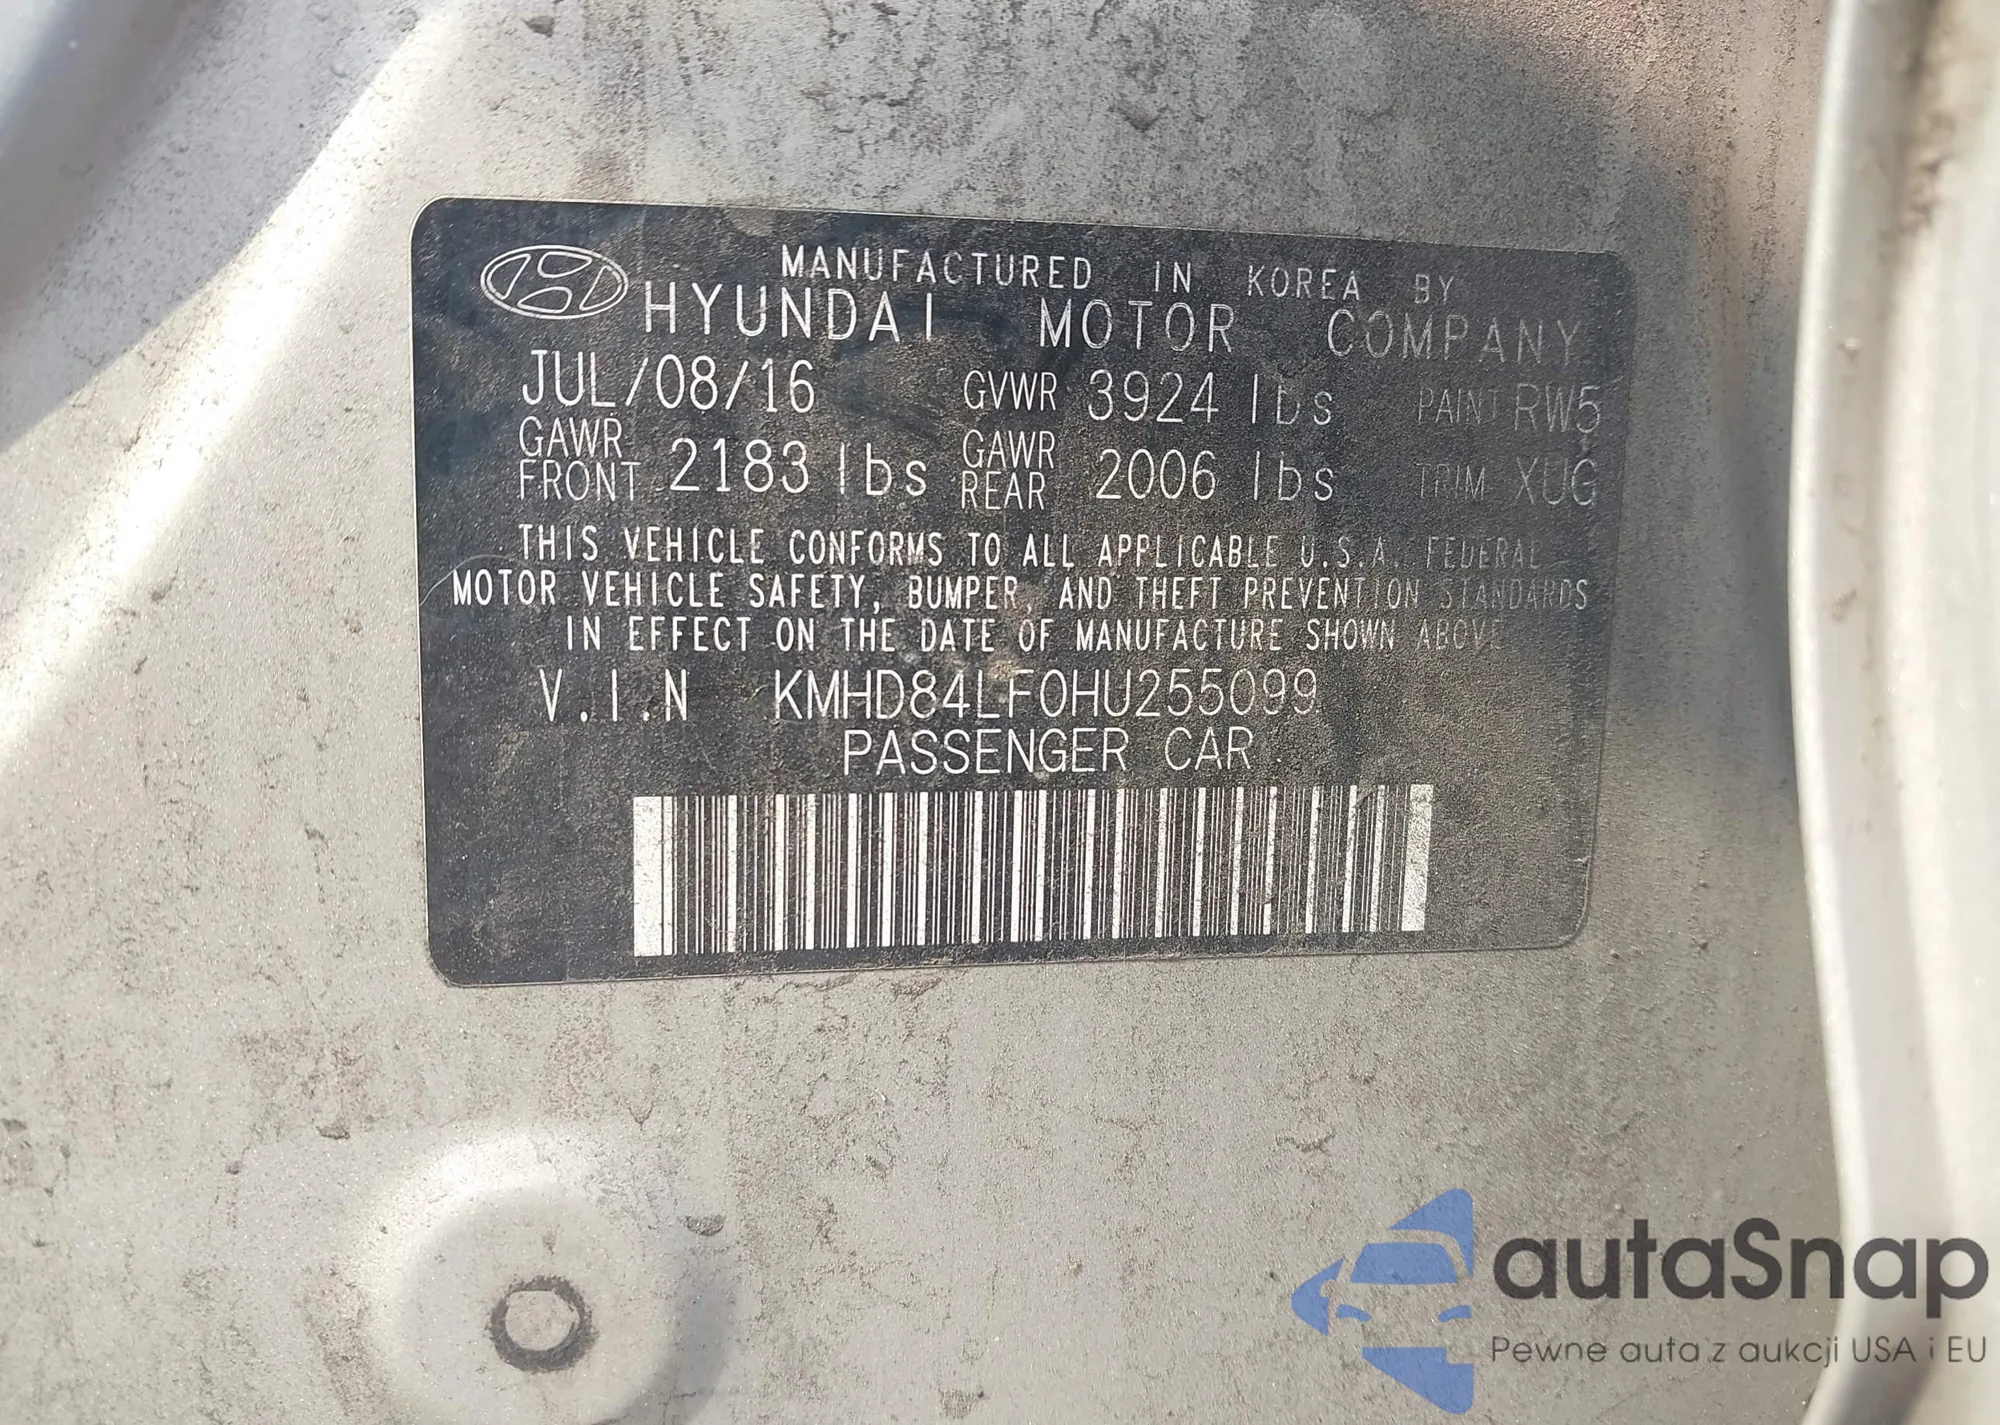 MANUFACTURED IN KOREA BY
HYUNDAI MOTOR COMPANY
JUL/08/16 GVWR 3924 lbs PAINT RW5
GAWR FRONT 2183 lbs GAWR REAR 2006 lbs TRIM XUG
THIS VEHICLE CONFORMS TO ALL APPLICABLE U.S.A. FEDERAL
MOTOR VEHICLE SAFETY, BUMPER, AND THEFT PREVENTION STANDARDS
IN EFFECT ON THE DATE OF MANUFACTURE SHOWN ABOVE
V.I.N KMHD84LF0HU255099
PASSENGER CAR
autaSnap
Pewne auta z aukcji USA i EU